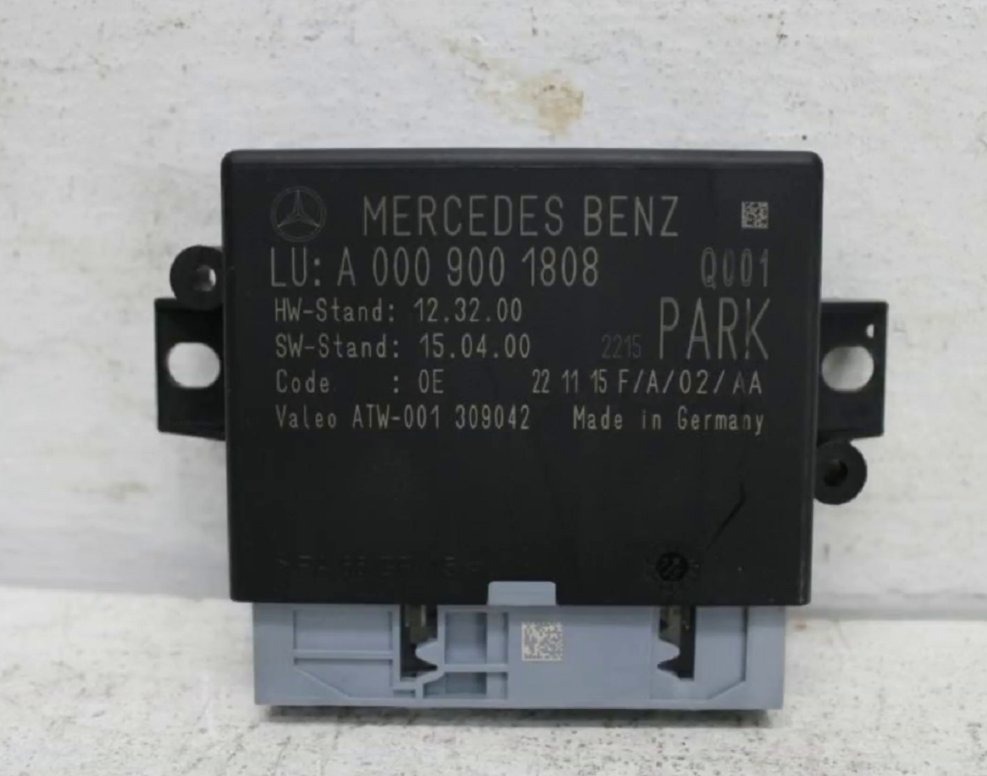 MERCEDES BENZ
LU: A 000 900 1808 Q001
HW-Stand: 12.32.00
SW-Stand: 15.04.00 2215 PARK
Code : 0E 22 11 15 F/A/02/AA
Valeo ATW-001 309042 Made in Germany